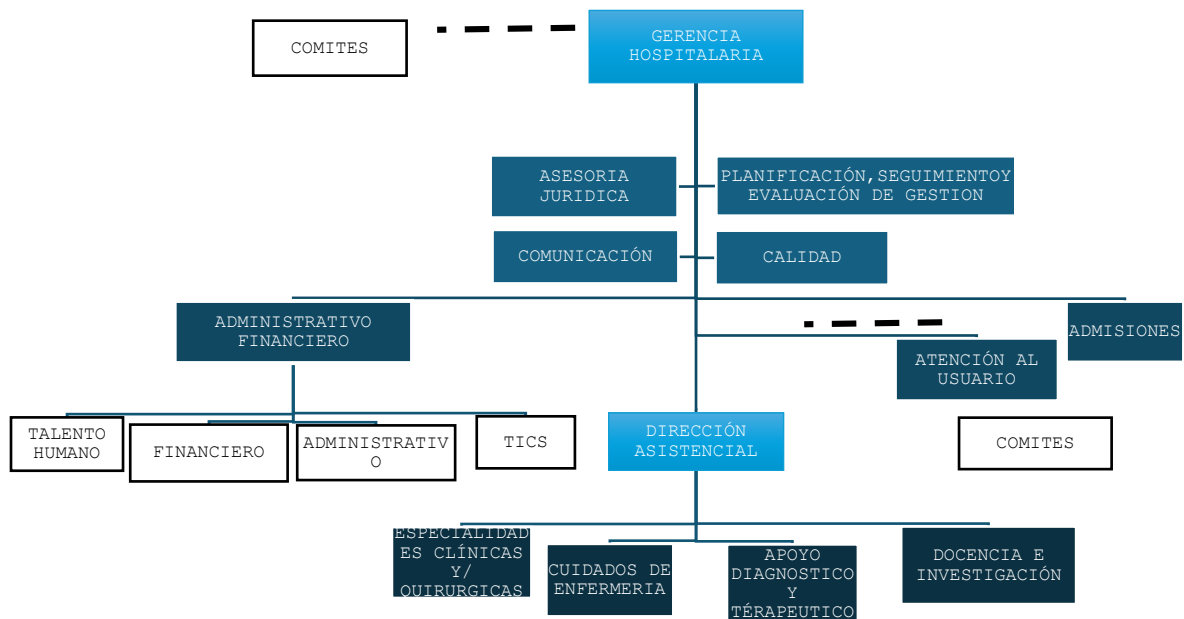 COMITES
GERENCIA
HOSPITALARIA
ASESORIA
JURIDICA
PLANIFICACIÓN,SEGUIMIENTOY
EVALUACIÓN DE GESTION
COMUNICACIÓN
CALIDAD
ADMINISTRATIVO
FINANCIERO
ADMISIONES
ATENCIÓN AL
USUARIO
TALENTO
HUMANO
FINANCIERO
ADMINISTRATIV
O
TICS
DIRECCIÓN
ASISTENCIAL
COMITES
ESPECIALIDAD
ES CLÍNICAS
Y/
QUIRURGICAS
CUIDADOS DE
ENFERMERIA
APOYO
DIAGNOSTICO
Y
TÉRAPEUTICO
DOCENCIA E
INVESTIGACIÓN